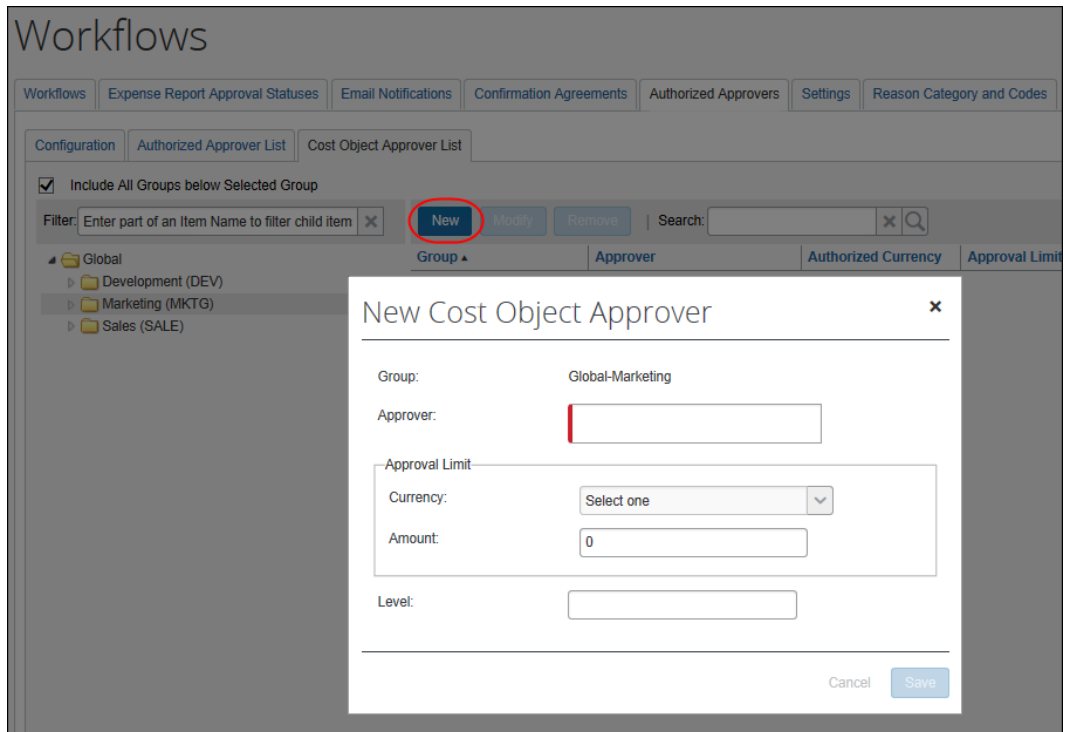 Workflows
Workflows Expense Report Approval Statuses Email Notifications Confirmation Agreements Authorized Approvers Settings Reason Category and Codes
Configuration Authorized Approver List Cost Object Approver List
Include All Groups below Selected Group
Filter: Enter part of an Item Name to filter child item New Modify Remove | Search:
Global Group Approver Authorized Currency Approval Limit
Development (DEV)
Marketing (MKTG)
Sales (SALE)
New Cost Object Approver
Group: Global-Marketing
Approver:
Approval Limit
Currency: Select one
Amount: 0
Level:
Cancel Save